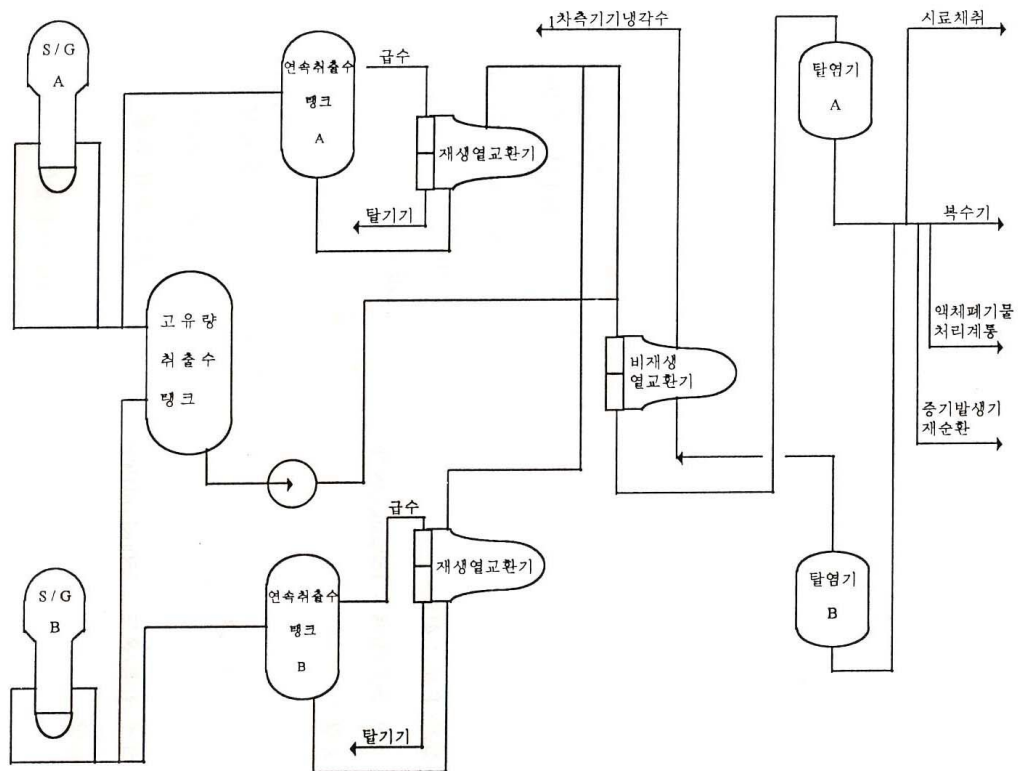 S / G
A
연속취출수
탱크
A
급수
재생열교환기
탈기기
1차측기기냉각수
탈염기
A
시료채취
복수기
액체폐기물
처리계통
증기발생기
재순환
고 유 량
취 출 수
탱 크
비재생
열교환기
S / G
B
연속취출수
탱크
B
급수
재생열교환기
탈기기
탈염기
B